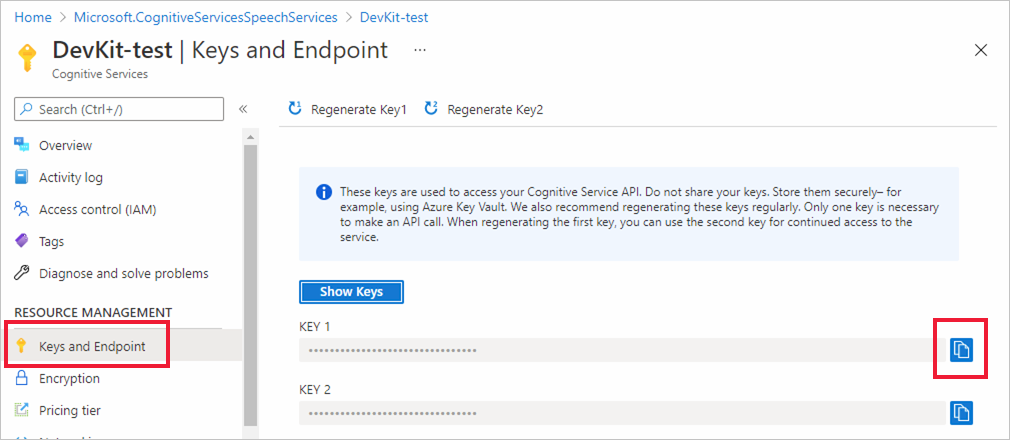 Home > Microsoft.CognitiveServicesSpeechServices > DevKit-test
DevKit-test | Keys and Endpoint ...
Cognitive Services
Search (Ctrl+/)
«
Regenerate Key1
Regenerate Key2
Overview
Activity log
Access control (IAM)
Tags
Diagnose and solve problems
RESOURCE MANAGEMENT
Keys and Endpoint
Encryption
Pricing tier
These keys are used to access your Cognitive Service API. Do not share your keys. Store them securely– for
example, using Azure Key Vault. We also recommend regenerating these keys regularly. Only one key is necessary
to make an API call. When regenerating the first key, you can use the second key for continued access to the
service.
Show Keys
KEY 1
••••••••••••••••••••••••••••••••
KEY 2
••••••••••••••••••••••••••••••••